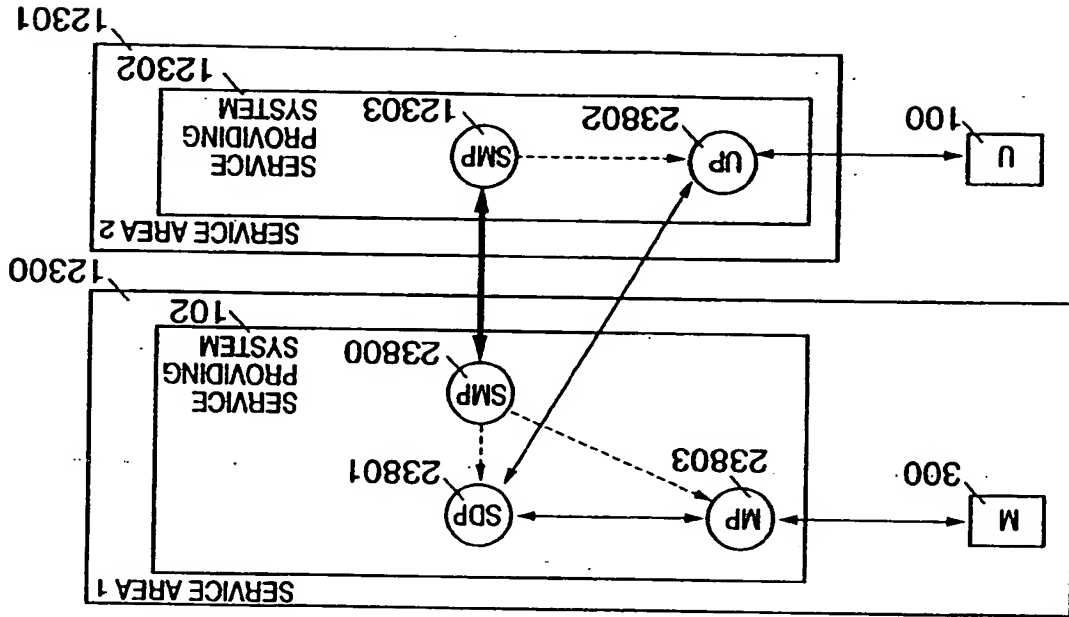 SERVICE AREA 1
M
300
MP
23803
SDP
23801
SMP
23800
SERVICE
PROVIDING
SYSTEM
102
12300
SERVICE AREA 2
U
100
UP
23802
SMP
12303
SERVICE
PROVIDING
SYSTEM
12302
12301